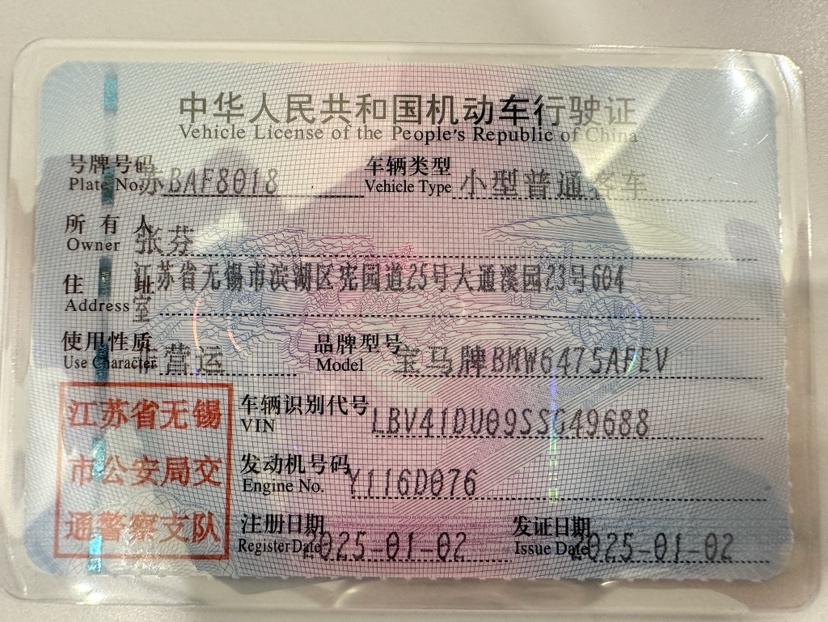 中华人民共和国机动车行驶证
Vehicle License of the People's Republic of China
号牌号码 苏BAF8018 车辆类型 小型普通客车
Plate No. Vehicle Type
所有人 张芬
Owner
住址 江苏省无锡市滨湖区宪园道25号大通溪园23号604
Address 室
使用性质 非营运 品牌型号 宝马牌BMW6475AFEV
Use Character Model
江苏省无锡 车辆识别代号 LBV41DU09SSG49688
VIN
市公安局交 发动机号码 Y116D076
Engine No.
通警察支队 注册日期 2025-01-02 发证日期 2025-01-02
Register Date Issue Date